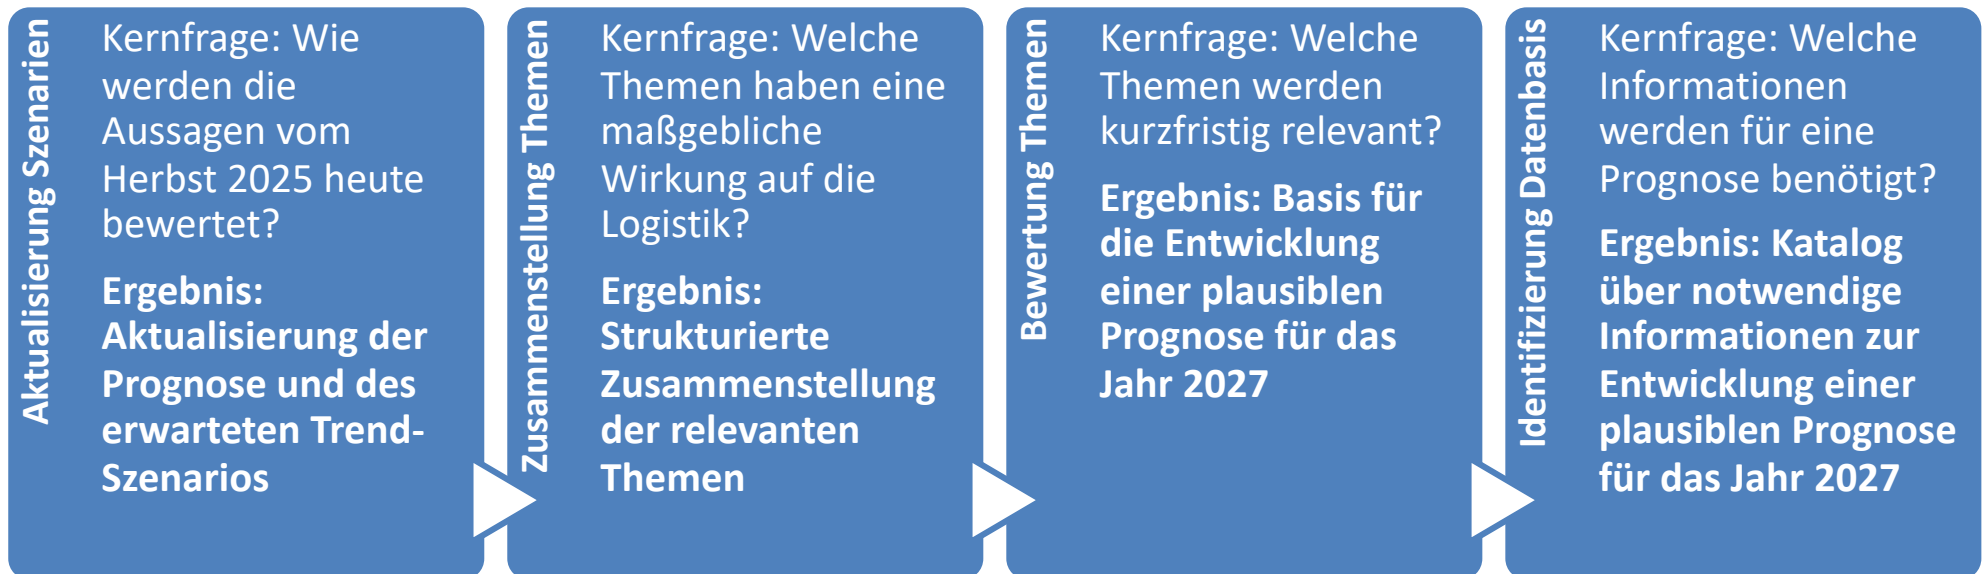 Aktualisierung Szenarien
Kernfrage: Wie
werden die
Aussagen vom
Herbst 2025 heute
bewertet?
Ergebnis:
Aktualisierung der
Prognose und des
erwarteten Trend-
Szenarios
Zusammenstellung Themen
Kernfrage: Welche
Themen haben eine
maßgebliche
Wirkung auf die
Logistik?
Ergebnis:
Strukturierte
Zusammenstellung
der relevanten
Themen
Bewertung Themen
Kernfrage: Welche
Themen werden
kurzfristig relevant?
Ergebnis: Basis für
die Entwicklung
einer plausiblen
Prognose für das
Jahr 2027
Identifizierung Datenbasis
Kernfrage: Welche
Informationen
werden für eine
Prognose benötigt?
Ergebnis: Katalog
über notwendige
Informationen zur
Entwicklung einer
plausiblen Prognose
für das Jahr 2027